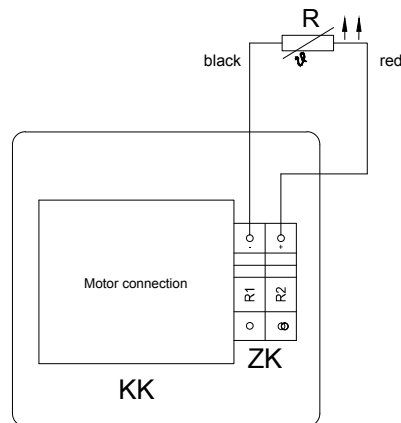 R
black
red
ϑ
- +
Motor connection
R1 R2
ZK
KK